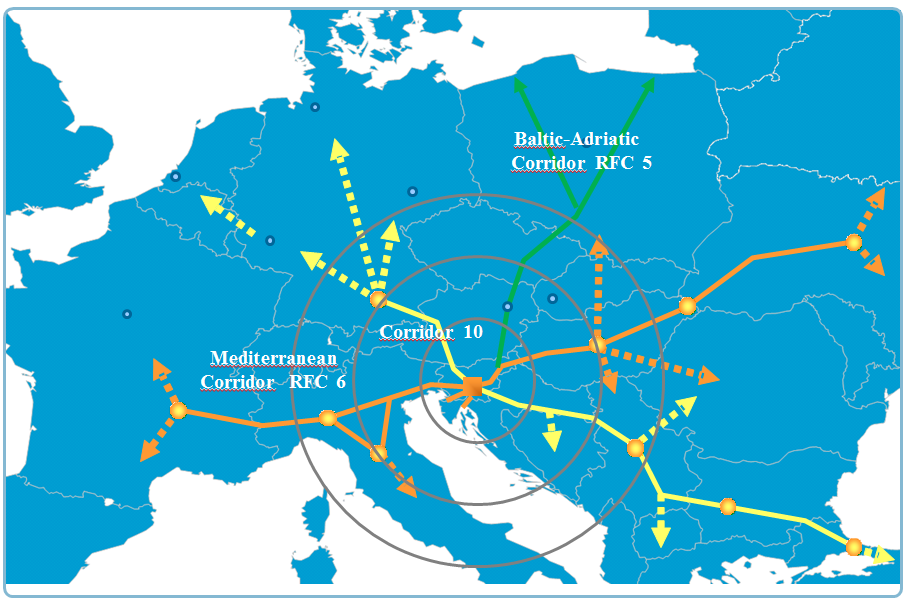 Baltic-Adriatic
Corridor RFC 5
Corridor 10
Mediterranean
Corridor RFC 6